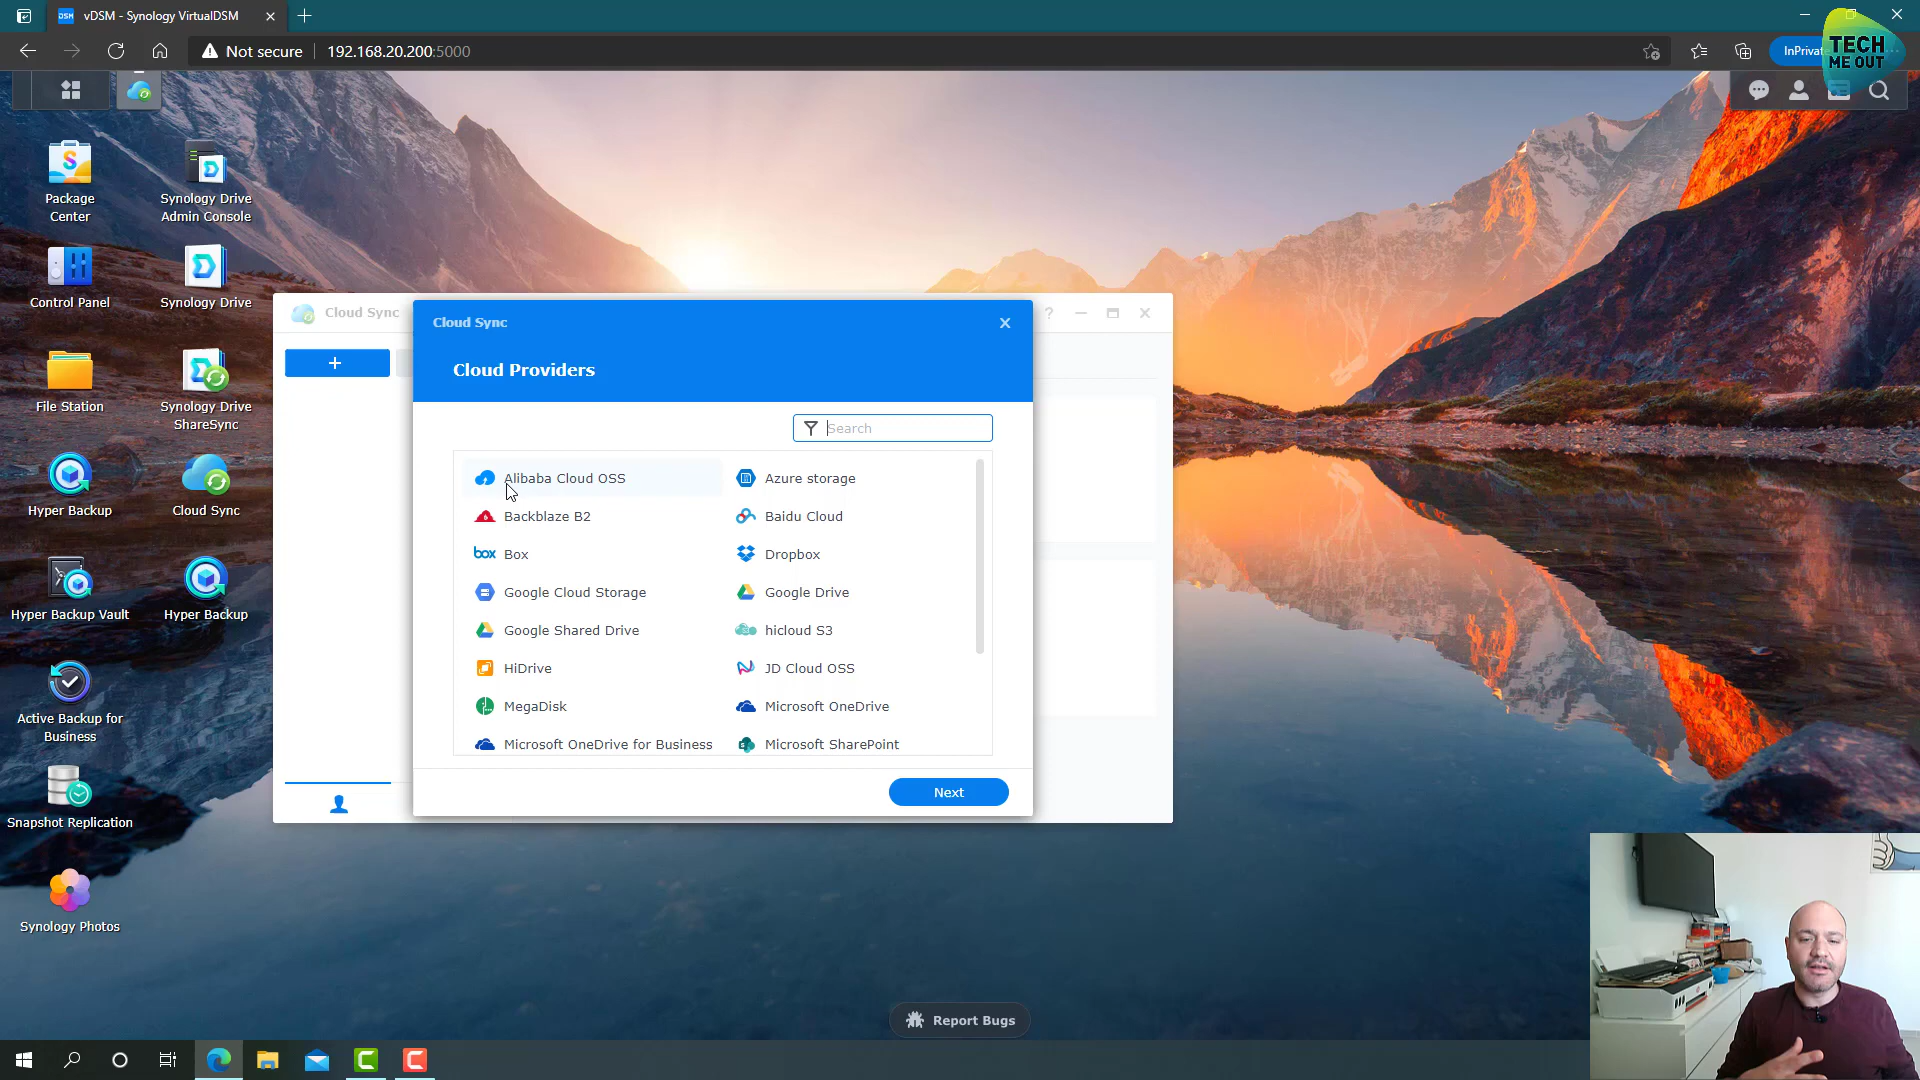 vDSM - Synology VirtualDSM
Not secure
192.168.20.200:5000
InPrivate
TECH
ME OUT
Package
Center
Synology Drive
Admin Console
Control Panel
Synology Drive
File Station
Synology Drive
ShareSync
Hyper Backup
Cloud Sync
Hyper Backup Vault
Hyper Backup
Active Backup for
Business
Snapshot Replication
Synology Photos
Cloud Sync
Cloud Sync
Cloud Providers
Search
Alibaba Cloud OSS
Azure storage
Backblaze B2
Baidu Cloud
box Box
Dropbox
Google Cloud Storage
Google Drive
Google Shared Drive
hicloud S3
HiDrive
JD Cloud OSS
MegaDisk
Microsoft OneDrive
Microsoft OneDrive for Business
Microsoft SharePoint
Next
Report Bugs